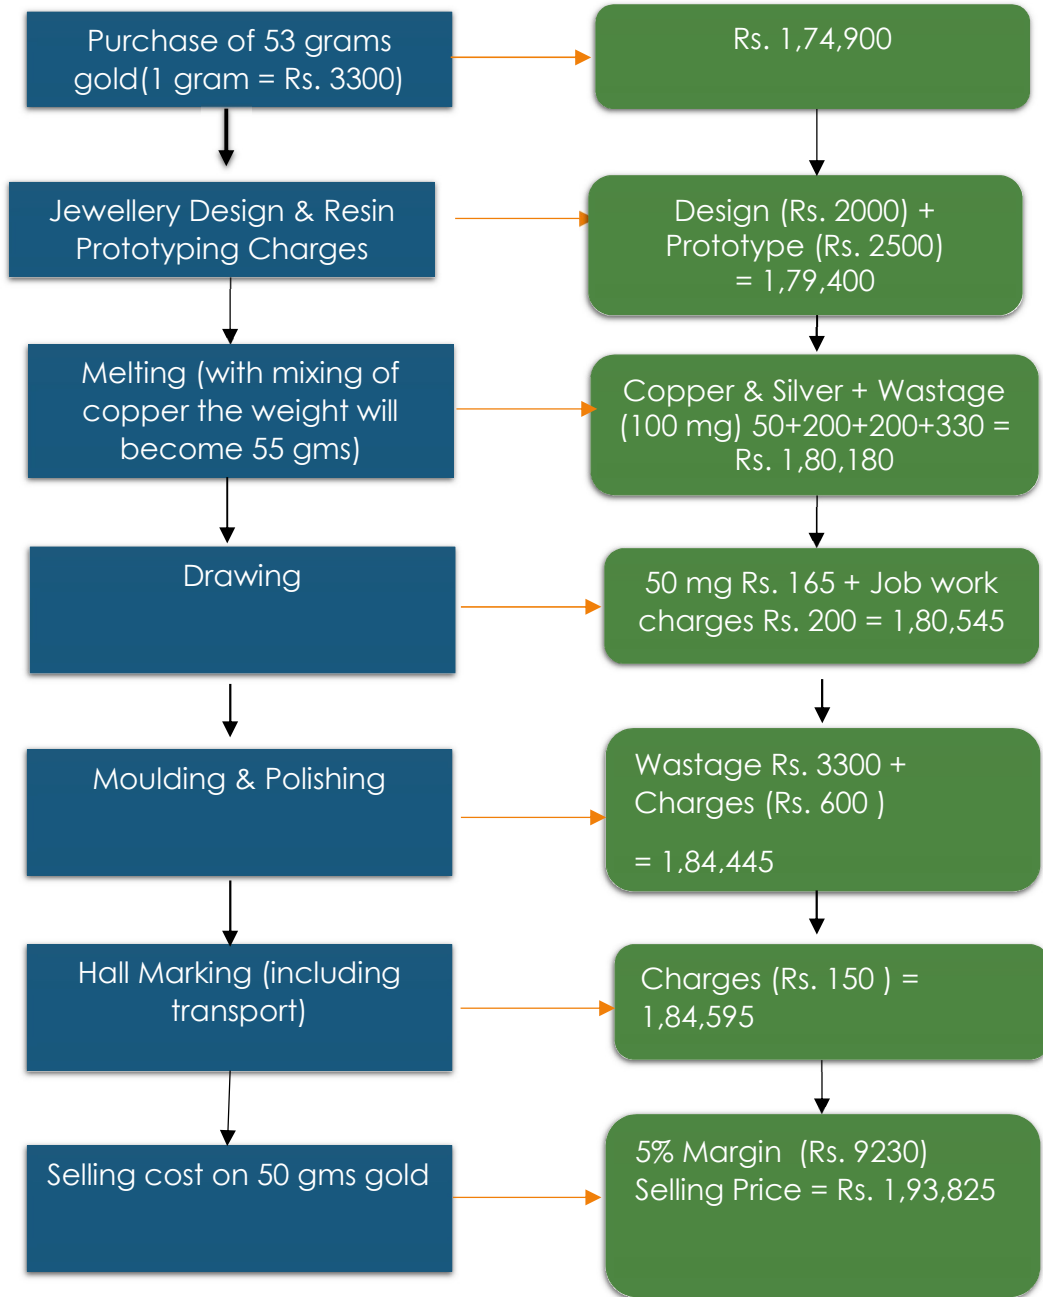 Purchase of 53 grams
gold(1 gram = Rs. 3300)
Rs. 1,74,900
Jewellery Design & Resin
Prototyping Charges
Design (Rs. 2000) +
Prototype (Rs. 2500)
= 1,79,400
Melting (with mixing of
copper the weight will
become 55 gms)
Copper & Silver + Wastage
(100 mg) 50+200+200+330 =
Rs. 1,80,180
Drawing
50 mg Rs. 165 + Job work
charges Rs. 200 = 1,80,545
Moulding & Polishing
Wastage Rs. 3300 +
Charges (Rs. 600 )
= 1,84,445
Hall Marking (including
transport)
Charges (Rs. 150 ) =
1,84,595
Selling cost on 50 gms gold
5% Margin (Rs. 9230)
Selling Price = Rs. 1,93,825